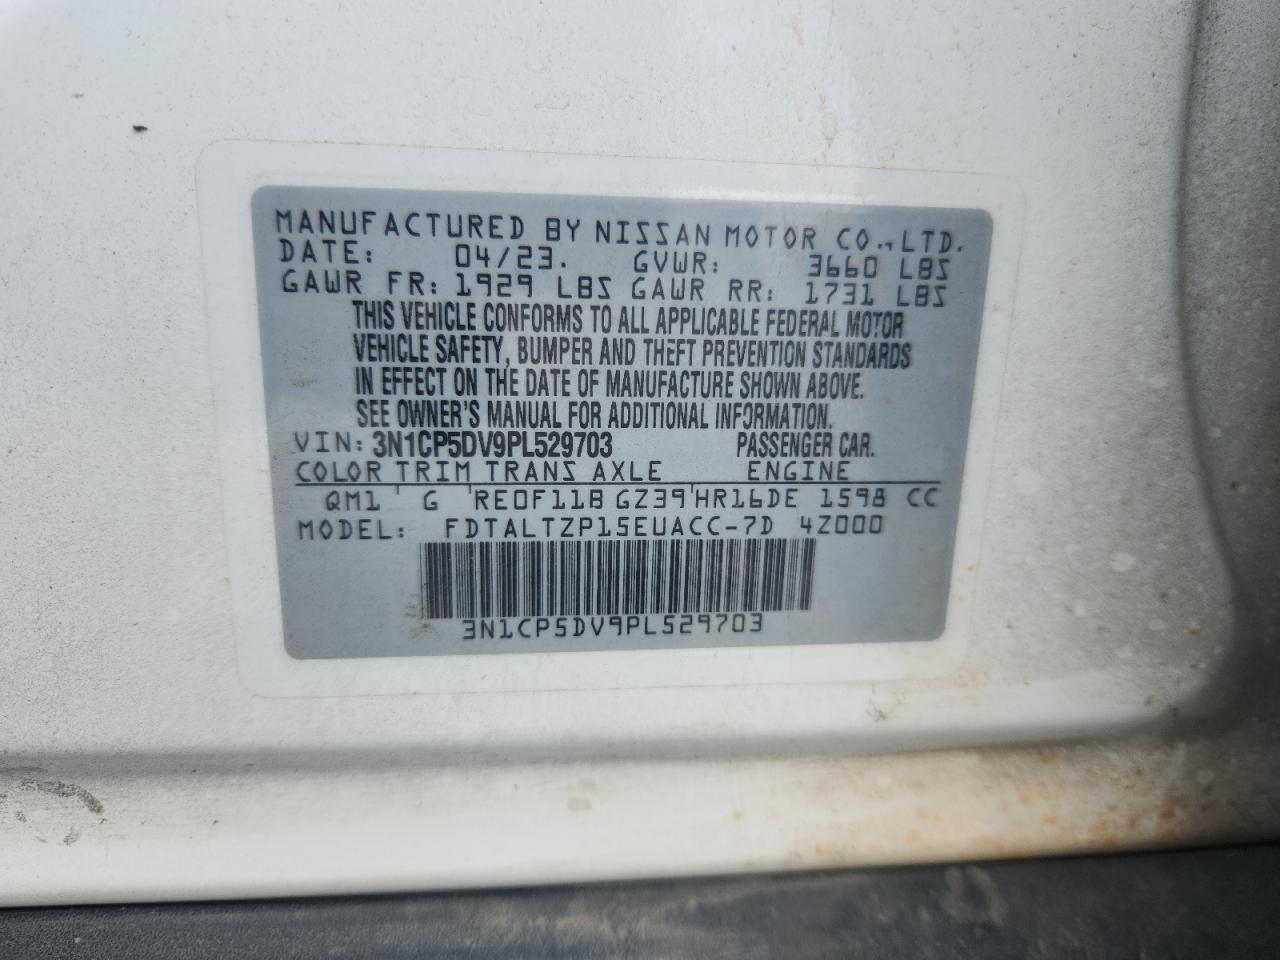 MANUFACTURED BY NISSAN MOTOR CO., LTD.
DATE: 04/23. GVWR: 3660 LBS
GAWR FR: 1929 LBS GAWR RR: 1731 LBS
THIS VEHICLE CONFORMS TO ALL APPLICABLE FEDERAL MOTOR
VEHICLE SAFETY, BUMPER AND THEFT PREVENTION STANDARDS
IN EFFECT ON THE DATE OF MANUFACTURE SHOWN ABOVE.
SEE OWNER'S MANUAL FOR ADDITIONAL INFORMATION.
VIN: 3N1CP5DV9PL529703 PASSENGER CAR.
COLOR TRIM TRANS AXLE ENGINE
QM1 G RE0F11B GZ39 HR16DE 1598 CC
MODEL: FDTALTZP15EUACC-7D 4Z000
3N1CP5DV9PL529703